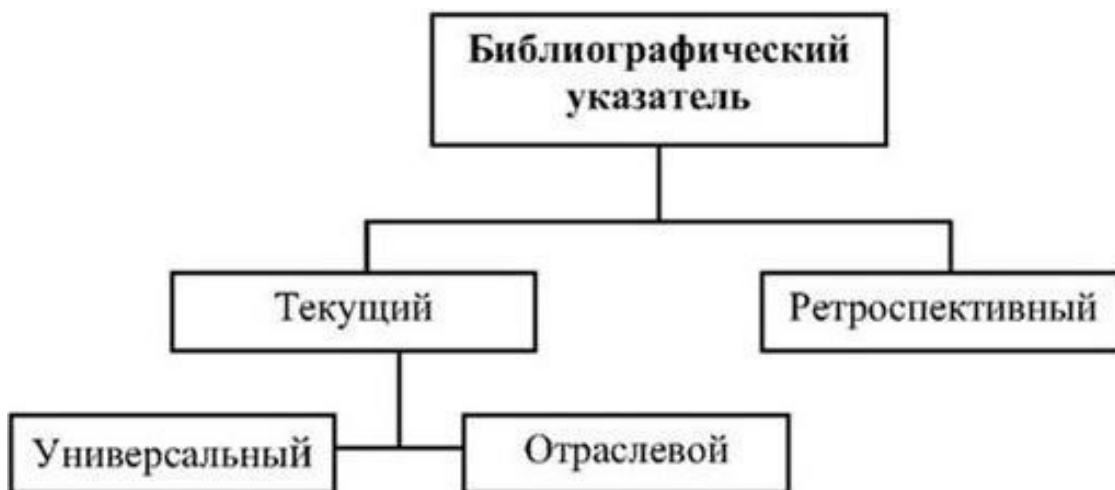 Библиографический
указатель
Текущий
Ретроспективный
Универсальный
Отраслевой